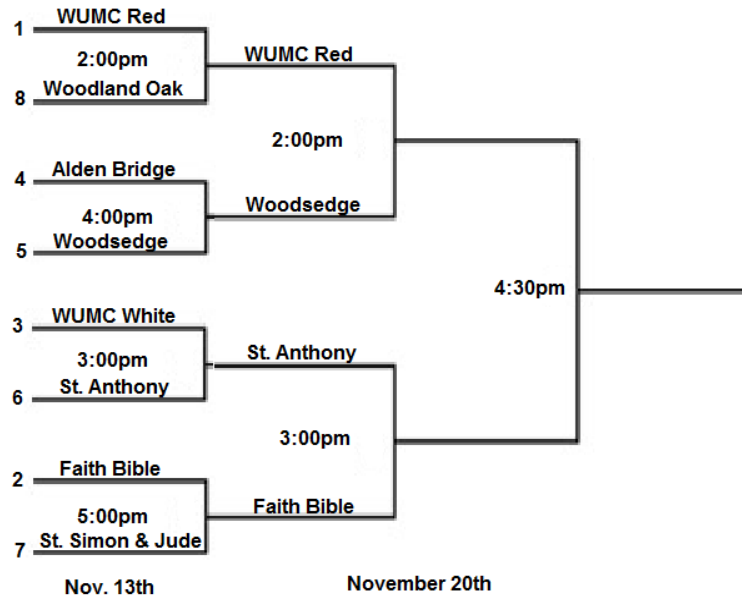 WUMC Red
1
2:00pm
WUMC Red
Woodland Oak
8
2:00pm
Alden Bridge
4
4:00pm
Woodsedge
Woodsedge
5
4:30pm
WUMC White
3
3:00pm
St. Anthony
St. Anthony
6
3:00pm
Faith Bible
2
5:00pm
Faith Bible
St. Simon & Jude
7
Nov. 13th
November 20th